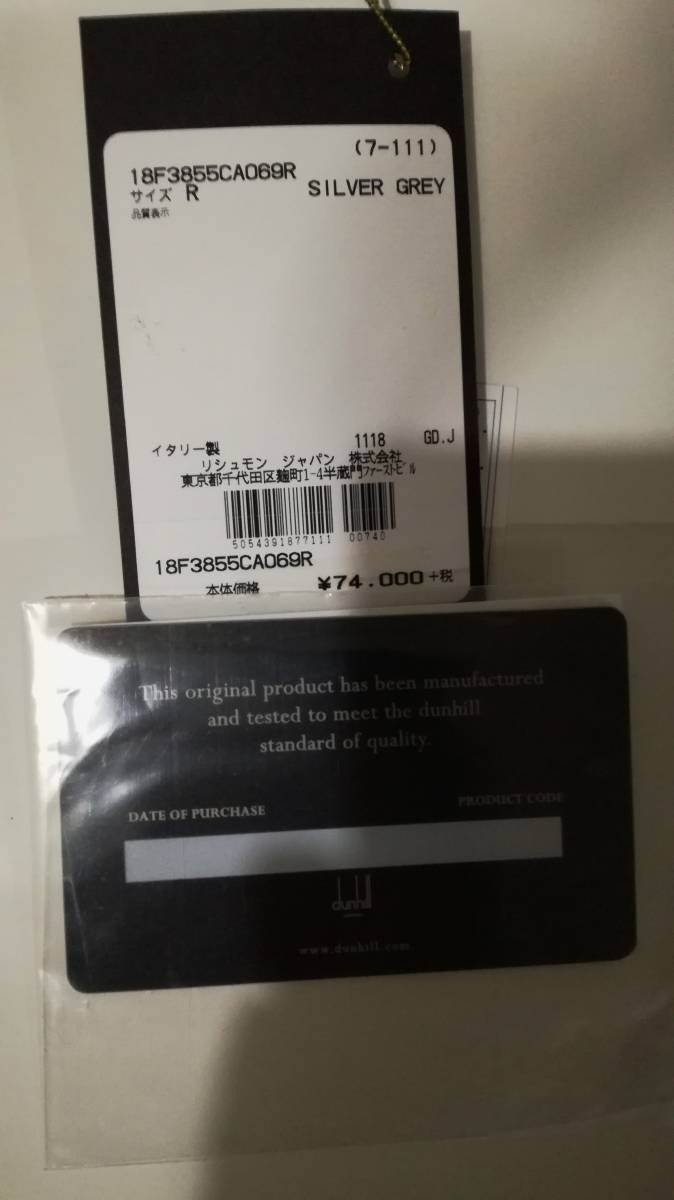 (7-111)
18F3855CA069R
サイズ R SILVER GREY
品質表示
イタリー製 1118 GD.J
リシュモン ジャパン 株式会社
東京都千代田区麹町1-4半蔵門ファーストビル
5054391877111 00740
18F3855CA069R
本体価格 ¥74.000+税
This original product has been manufactured
and tested to meet the dunhill
standard of quality.
DATE OF PURCHASE PRODUCT CODE
dunhill
www.dunhill.com